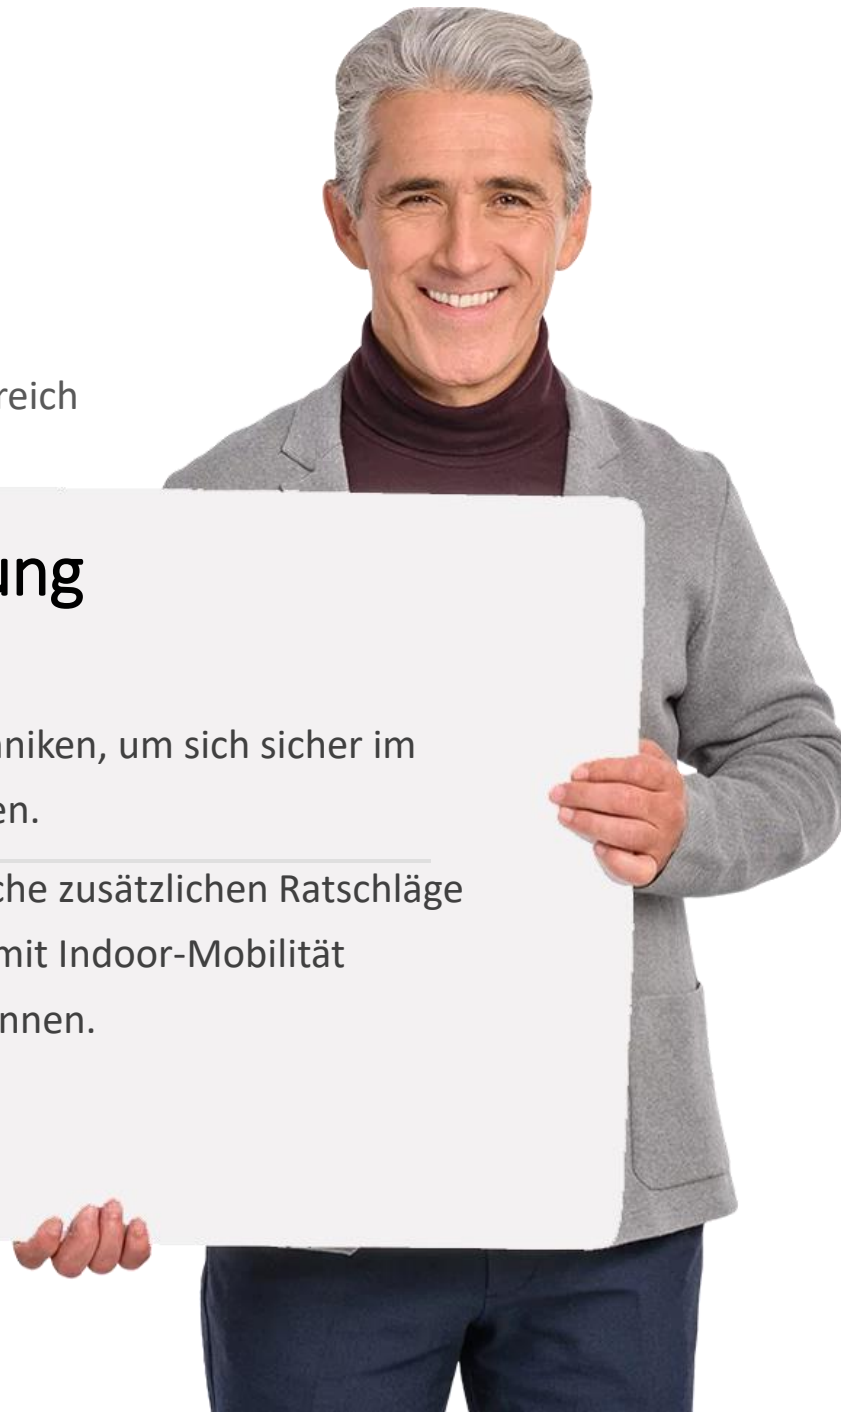 reich
ung
niken, um sich sicher im
en.
che zusätzlichen Ratschläge
mit Indoor-Mobilität
nnen.